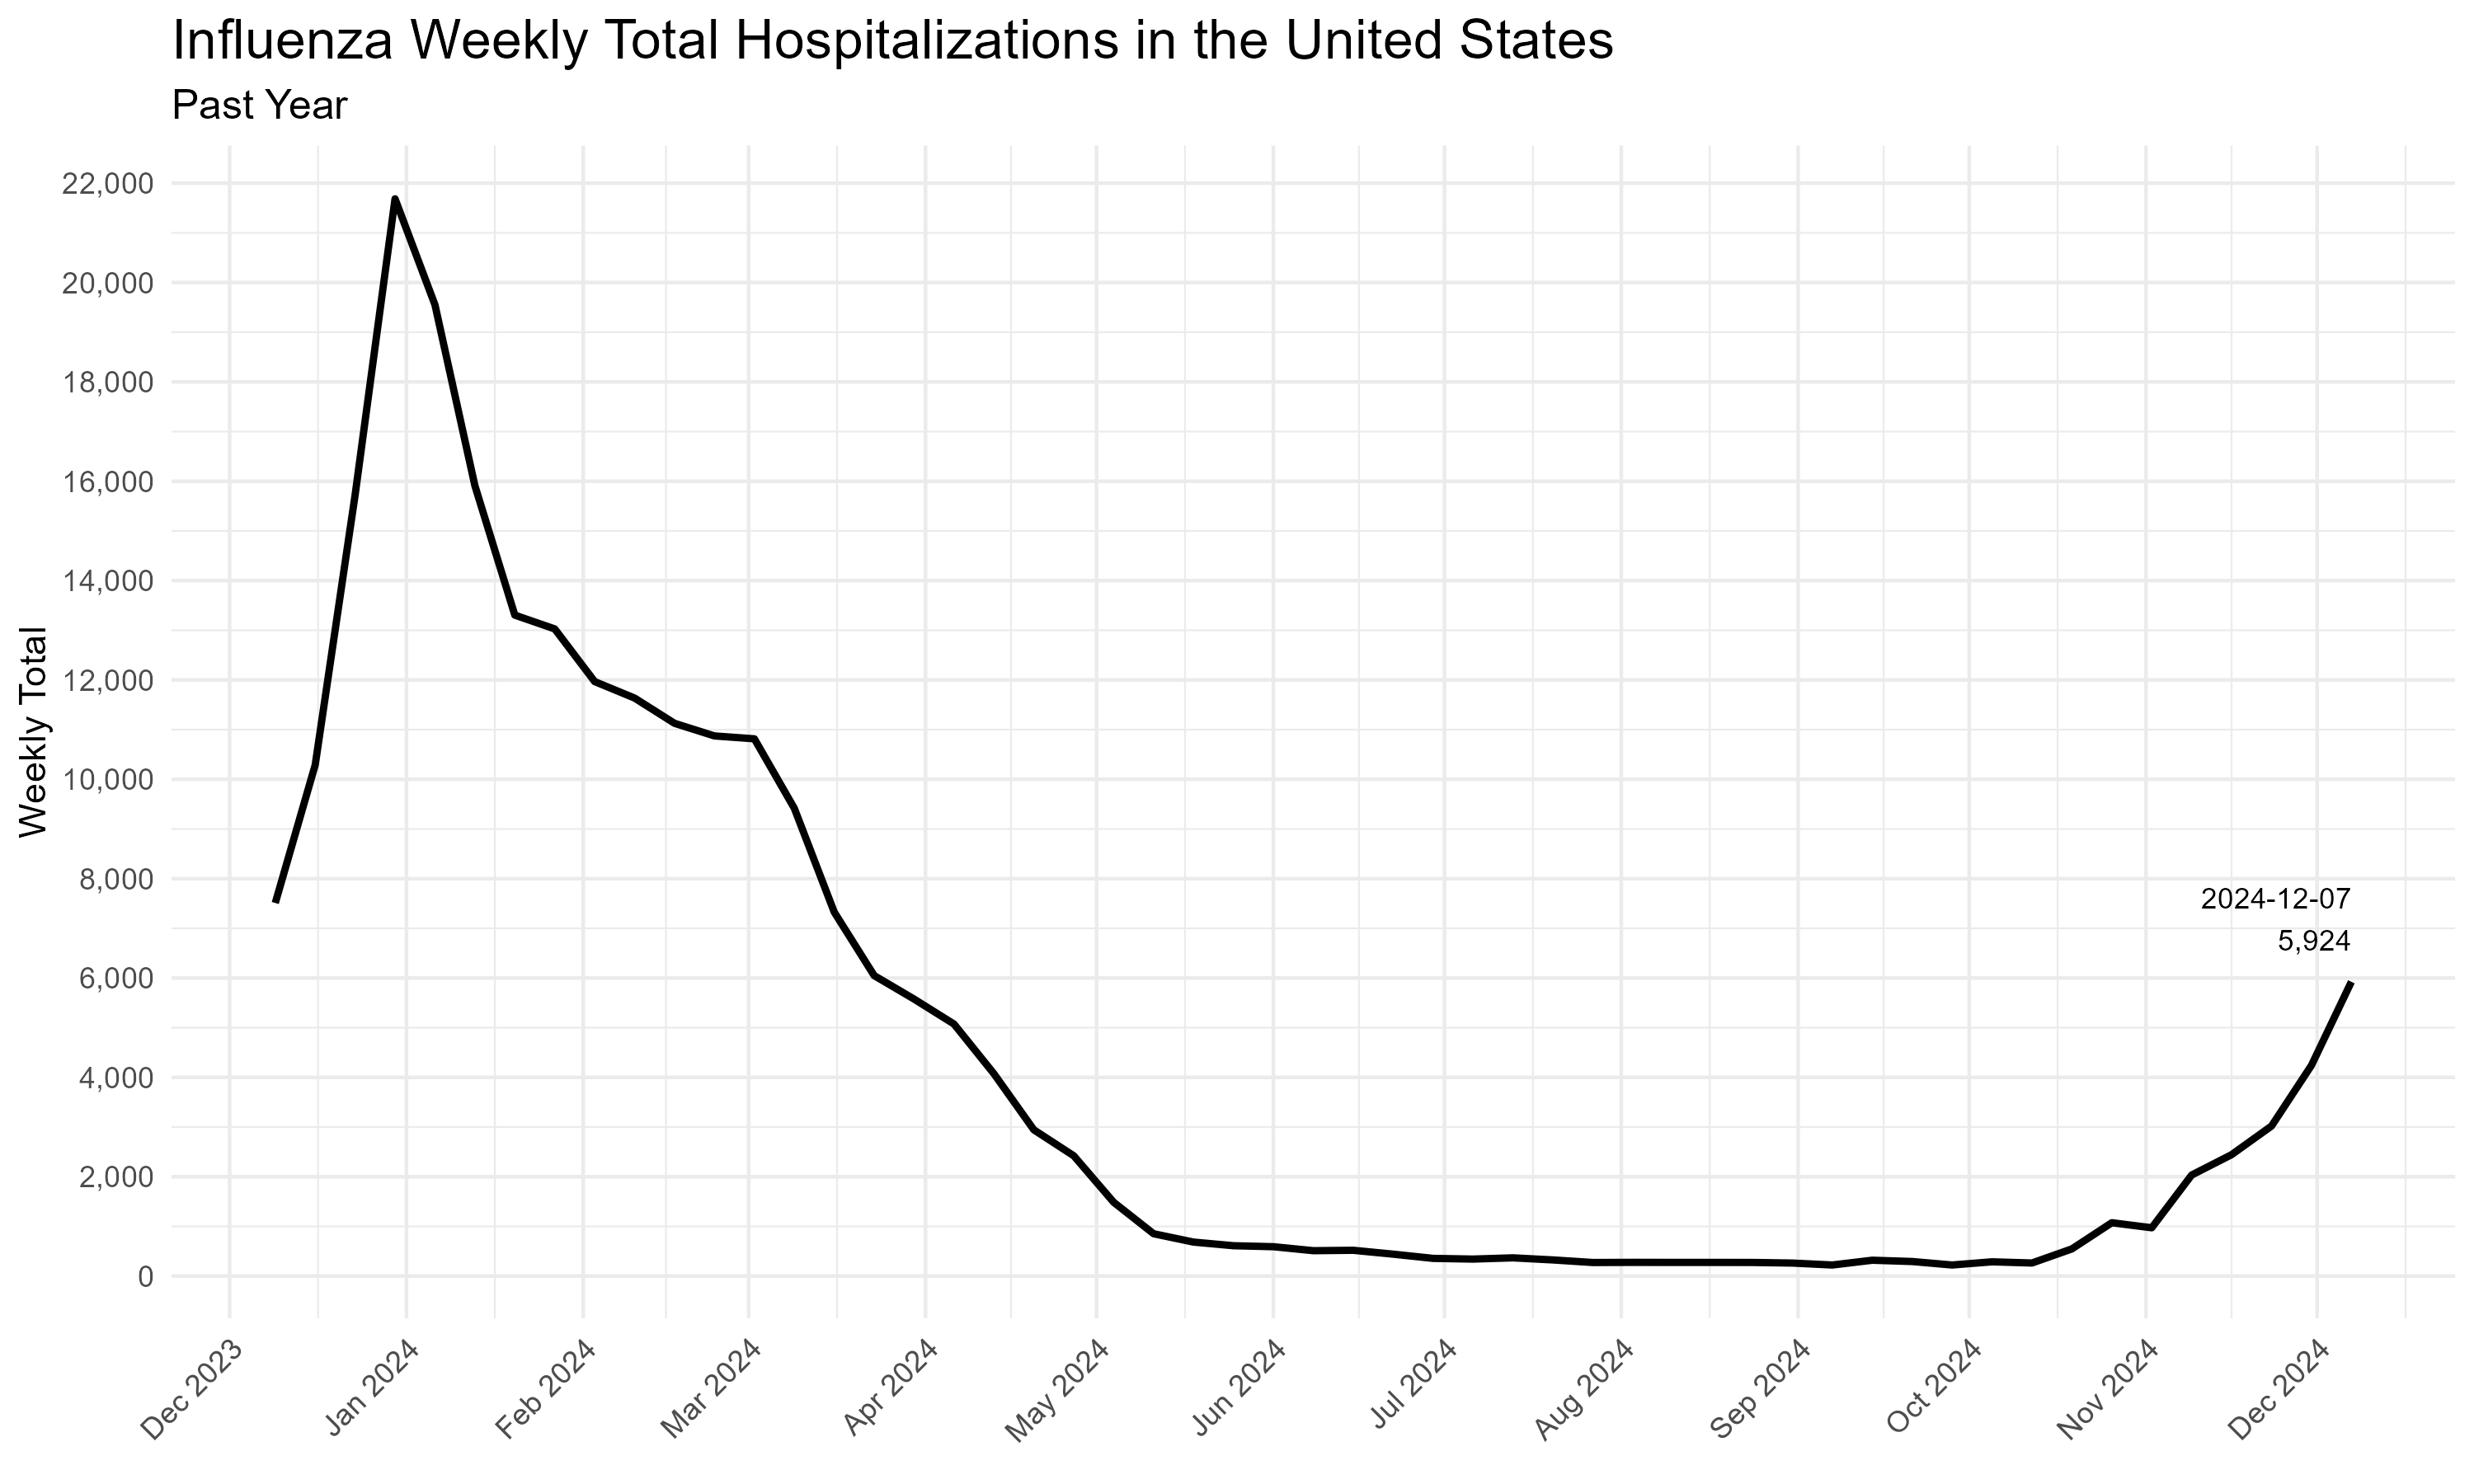 Influenza Weekly Total Hospitalizations in the United States
Past Year
Weekly Total
22,000
20,000
18,000
16,000
14,000
12,000
10,000
8,000
6,000
4,000
2,000
0
2024-12-07
5,924
Dec 2023
Jan 2024
Feb 2024
Mar 2024
Apr 2024
May 2024
Jun 2024
Jul 2024
Aug 2024
Sep 2024
Oct 2024
Nov 2024
Dec 2024